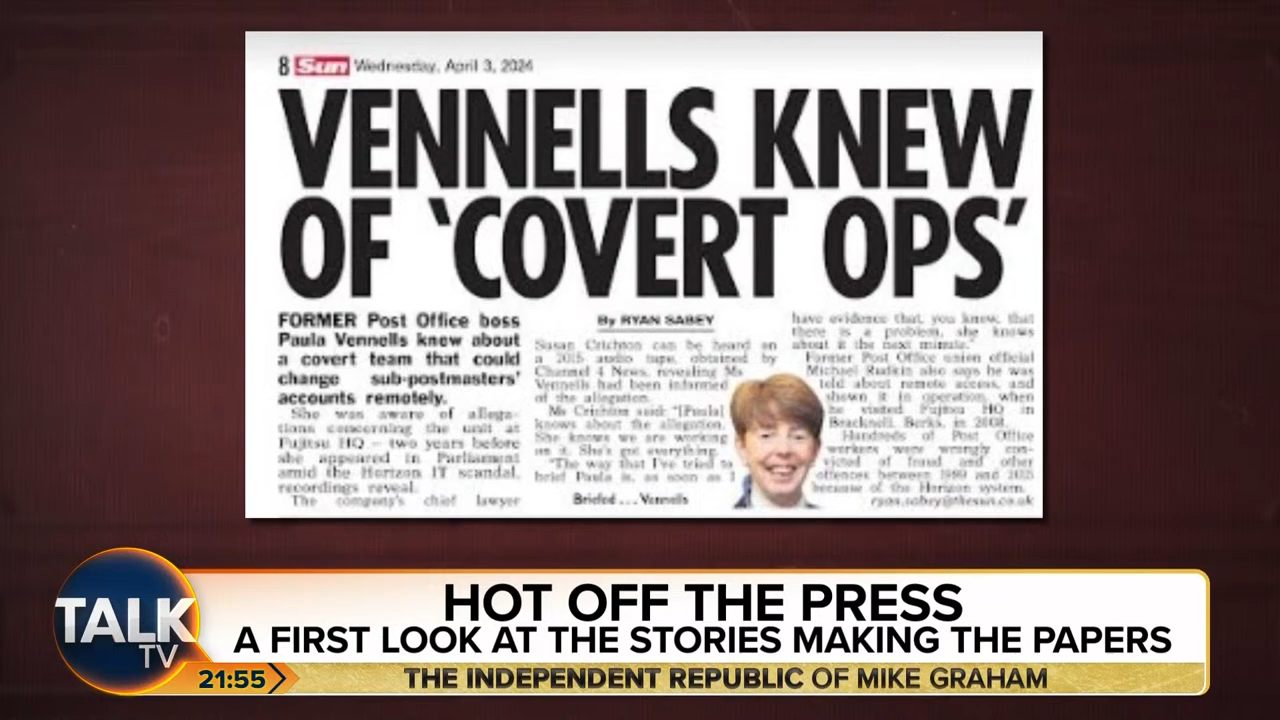 8 Sun Wednesday, April 3, 2024
VENNELLS KNEW
OF 'COVERT OPS'
FORMER Post Office boss
Paula Vennells knew about
a covert team that could
change sub-postmasters'
accounts remotely.
She was aware of allega-
tions concerning the unit at
Fujitsu HQ – two years before
she appeared in Parliament
amid the Horizon IT scandal,
recordings reveal.
The company's chief lawyer
By RYAN SABEY
Susan Crichton can be heard on
a 2015 audio tape, obtained by
Channel 4 News, revealing Ms
Vennells had been informed
of the allegation.
Ms Crichton said: "[Paula]
knows about the allegation.
She knows we are working
on it. She's got everything.
"The way that I've tried to
brief Paula is, as soon as I
Briefed . . . Vennells
have evidence that, you know, that
there is a problem, she knows
about it the next minute."
Former Post Office union official
Michael Rudkin also says he was
told about remote access, and
shown it in operation, when
he visited Fujitsu HQ in
Bracknell, Berks, in 2008.
Hundreds of Post Office
workers were wrongly con-
victed of fraud and other
offences between 1999 and 2015
because of the Horizon system.
ryan.sabey@thesun.co.uk
TALK
TV
HOT OFF THE PRESS
A FIRST LOOK AT THE STORIES MAKING THE PAPERS
21:55
THE INDEPENDENT REPUBLIC OF MIKE GRAHAM